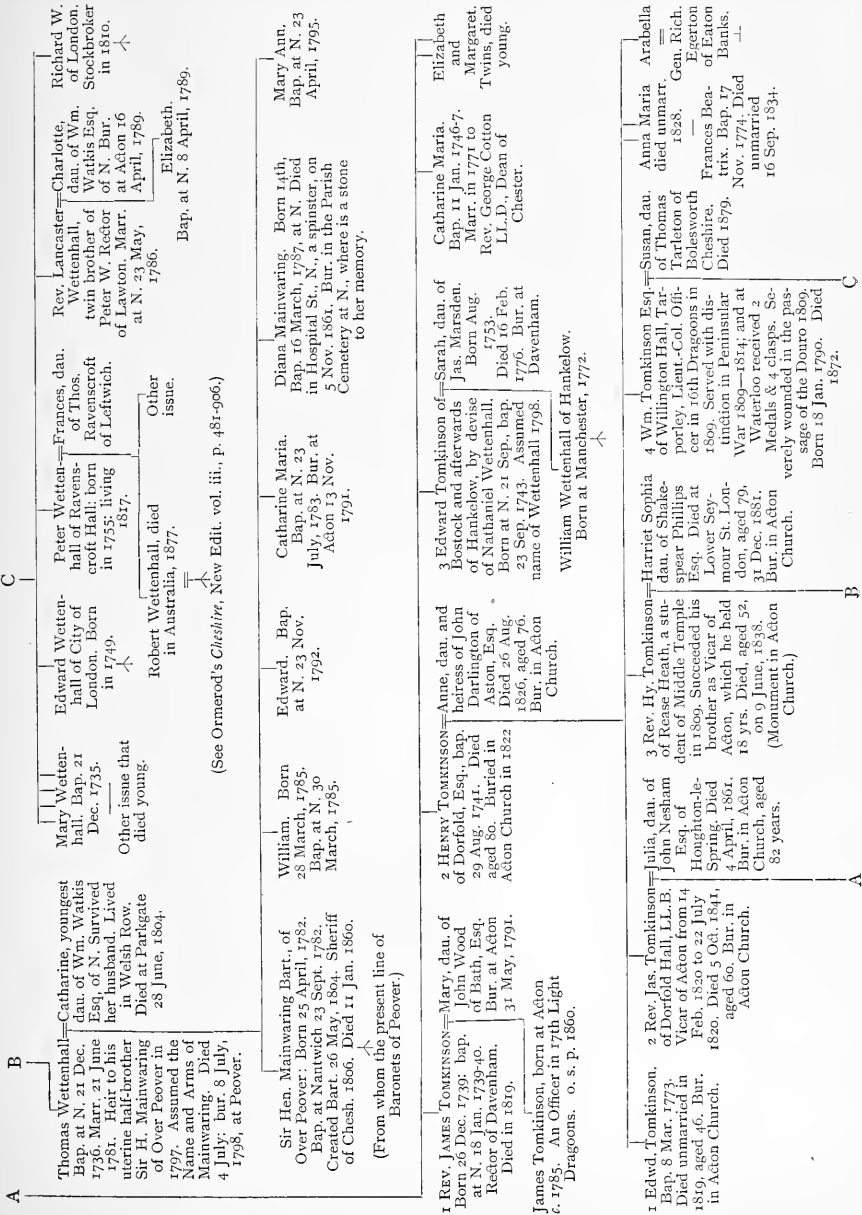 A
B
C
Thomas Wettenhall=Catharine, youngest
Bap. at N. 21 Dec.
1736. Marr. 21 June
1781. Heir to his
uterine half-brother
Sir H. Mainwaring
of Over Peover in
1797. Assumed the
Name and Arms of
Mainwaring. Died
4 July; bur. 8 July,
1798, at Peover.
dau. of Wm. Watkis
Esq. of N. Survived
her husband. Lived
in Welsh Row.
Died at Parkgate
28 June, 1804.
Mary Wetten-
hall. Bap. 21
Dec. 1735.
Other issue that
died young.
Edward Wetten-
hall of City of
London. Born
in 1749.
Peter Wetten-
hall of Ravens-
croft Hall; born
in 1755: living
1817.
=Frances, dau.
of Thos.
Ravenscroft
of Leftwich.
Robert Wettenhall, died
in Australia, 1877.
Other
issue.
Rev. Lancaster
Wettenhall,
twin brother of
Peter W. Rector
of Lawton. Marr.
at N. 23 May,
1786.
=Charlotte,
dau. of Wm.
Watkis Esq.
of N. Bur.
at Acton 16
April, 1789.
Elizabeth.
Bap. at N. 8 April, 1789.
Richard W.
of London.
Stockbroker
in 1810.
(See Ormerod's Cheshire, New Edit. vol. iii., p. 481-906.)
Sir Hen. Mainwaring Bart., of
Over Peover: Born 25 April, 1782.
Bap. at Nantwich 23 Sept. 1782.
Created Bart. 26 May, 1804. Sheriff
of Chesh. 1806. Died 11 Jan. 1860.
(From whom the present line of
Baronets of Peover.)
William. Born
28 March, 1785.
Bap. at N. 30
March, 1785.
Edward. Bap.
at N. 23 Nov.
1792.
Catharine Maria.
Bap. at N. 23
July, 1783. Bur. at
Acton 13 Nov.
1791.
Diana Mainwaring. Born 14th,
Bap. 16 March, 1787, at N. Died
in Hospital St., N., a spinster, on
5 Nov. 1861. Bur. in the Parish
Cemetery at N., where is a stone
to her memory.
Mary Ann.
Bap. at N. 23
April, 1795.
1 REV. JAMES TOMKINSON
Born 26 Dec. 1739: bap.
at N. 18 Jan. 1739-40.
Rector of Davenham.
Died in 1819.
=Mary, dau. of
John Wood
of Bath, Esq.
Bur. at Acton
31 May, 1791.
James Tomkinson, born at Acton
c. 1785. An Officer in 17th Light
Dragoons. o. s. p. 1860.
2 HENRY TOMKINSON
of Dorfold, Esq., bap.
29 Aug. 1741. Died
aged 80. Buried in
Acton Church in 1822
=Anne, dau. and
heiress of John
Darlington of
Aston, Esq.
Died 26 Aug.
1826, aged 76.
Bur. in Acton
Church.
3 Edward Tomkinson of
Bostock and afterwards
of Hankelow, by devise
of Nathaniel Wettenhall.
Born at N. 21 Sep., bap.
23 Sep. 1743. Assumed
name of Wettenhall 1798.
=Sarah, dau. of
Jas. Marsden.
Born Aug.
1753.
Died 16 Feb.
1776. Bur. at
Davenham.
William Wettenhall of Hankelow.
Born at Manchester, 1772.
Catharine Maria.
Bap. 11 Jan. 1746-7.
Marr. in 1771 to
Rev. George Cotton
LL.D., Dean of
Chester.
Elizabeth
and
Margaret.
Twins, died
young.
1 Edwd. Tomkinson.
Bap. 8 Mar. 1773.
Died unmarried in
1819, aged 46. Bur.
in Acton Church.
2 Rev. Jas. Tomkinson
of Dorfold Hall, LL.B.
Vicar of Acton from 14
Feb. 1820 to 22 July
1820. Died 5 Oct. 1841,
aged 60. Bur. in
Acton Church.
=Julia, dau. of
John Nesham
Esq. of
Houghton-le-
Spring. Died
4 April, 1861.
Bur. in Acton
Church, aged
82 years.
A
3 Rev. Hy. Tomkinson
of Rease Heath, a stu-
dent of Middle Temple
in 1809. Succeeded his
brother as Vicar of
Acton, which he held
18 yrs. Died, aged 52,
on 9 June, 1838.
(Monument in Acton
Church.)
=Harriet Sophia
dau. of Shake-
spear Phillips
Esq. Died at
Lower Sey-
mour St. Lon-
don, aged 79,
31 Dec. 1881.
Bur. in Acton
Church.
B
4 Wm. Tomkinson Esq.
of Willington Hall, Tar-
porley, Lieut.-Col. Offi-
cer in 16th Dragoons in
1809. Served with dis-
tinction in Peninsular
War 1809—1814; and at
Waterloo received 2
Medals & 4 clasps. Se-
verely wounded in the pas-
sage of the Douro 1809.
Born 18 Jan. 1790. Died
1872.
=Susan, dau.
of Thomas
Tarleton of
Bolesworth
Cheshire.
Died 1879.
C
Anna Maria
died unmarr.
1828.
Frances Bea-
trix. Bap. 17
Nov. 1774. Died
unmarried
16 Sep. 1834.
Arabella
=
Gen. Rich.
Egerton
of Eaton
Banks.